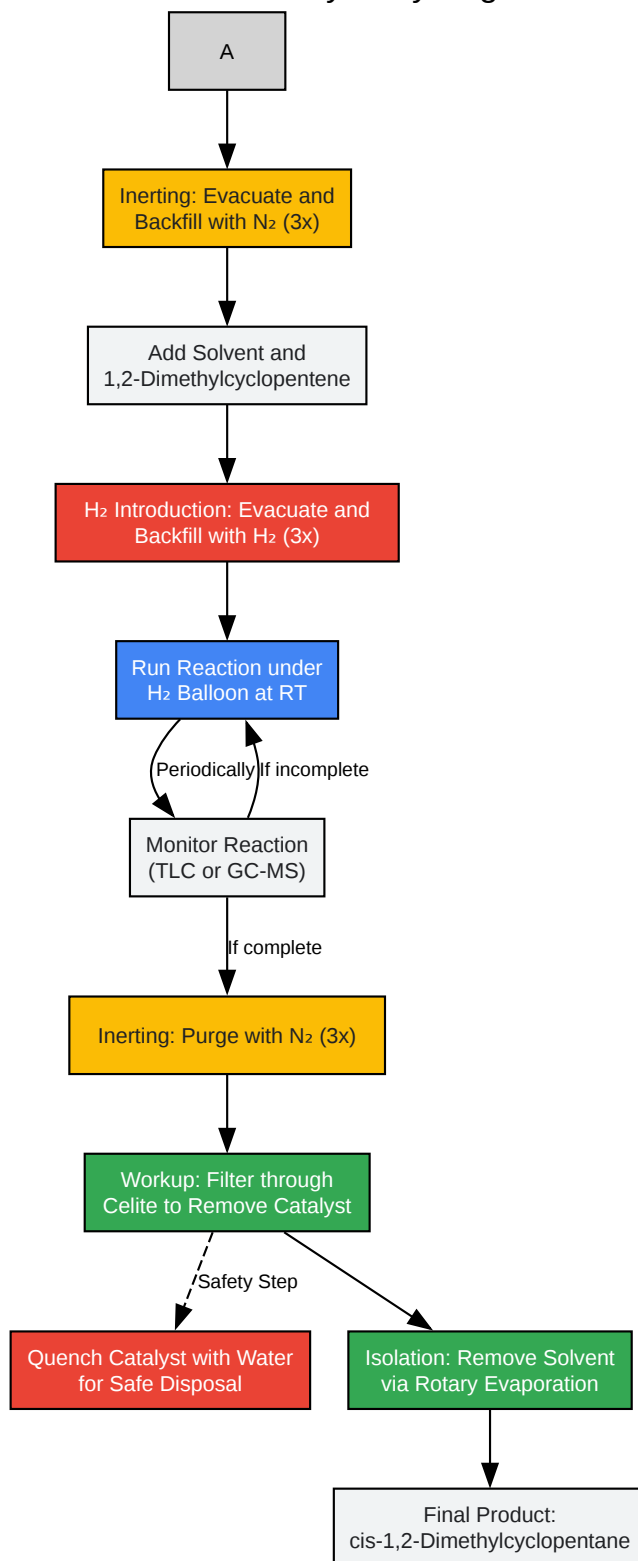 A
Inerting: Evacuate and
Backfill with N₂ (3x)
Add Solvent and
1,2-Dimethylcyclopentene
H₂ Introduction: Evacuate and
Backfill with H₂ (3x)
Run Reaction under
H₂ Balloon at RT
Periodically
If incomplete
Monitor Reaction
(TLC or GC-MS)
If complete
Inerting: Purge with N₂ (3x)
Workup: Filter through
Celite to Remove Catalyst
Safety Step
Quench Catalyst with Water
for Safe Disposal
Isolation: Remove Solvent
via Rotary Evaporation
Final Product:
cis-1,2-Dimethylcyclopentane